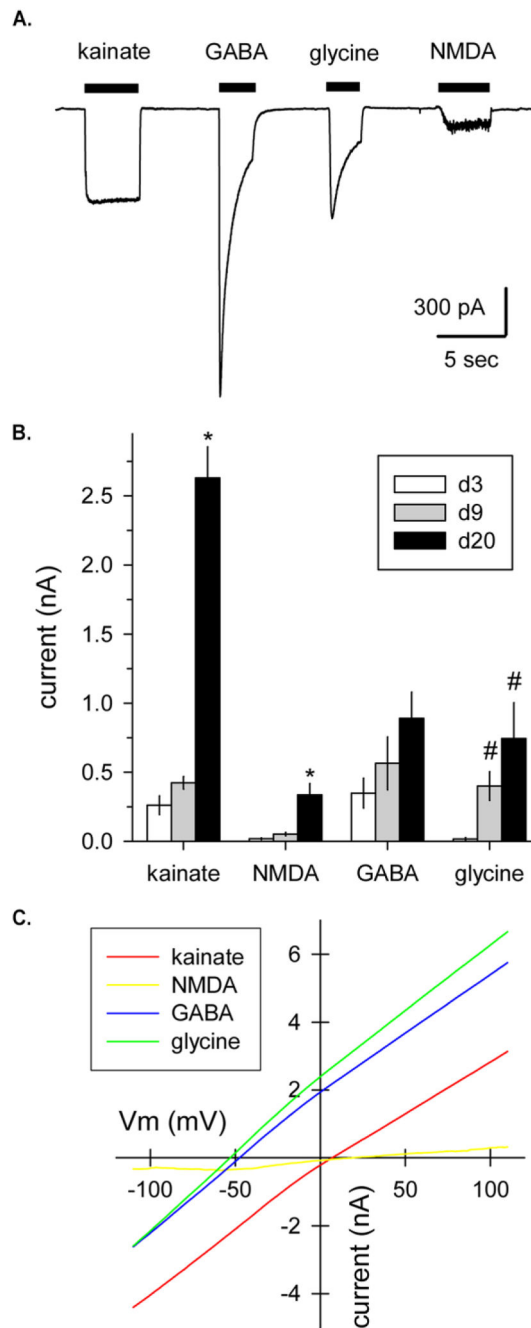 A.
kainate GABA glycine NMDA
300 pA
5 sec
B.
*
2.5
2.0
1.5
1.0
0.5
0.0
current (nA)
d3
d9
d20
*
#
#
kainate NMDA GABA glycine
C.
kainate
NMDA
GABA
glycine
6
4
2
Vm (mV)
-100 -50 50 100
-2
-4
current (nA)